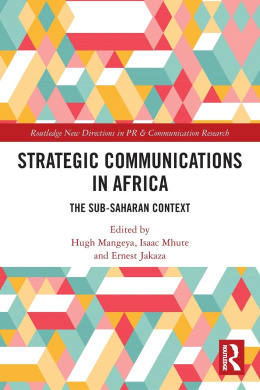 Routledge New Directions in PR & Communication Research
STRATEGIC COMMUNICATIONS
IN AFRICA
THE SUB-SAHARAN CONTEXT
Edited by
Hugh Mangeya, Isaac Mhute
and Ernest Jakaza
ROUTLEDGE